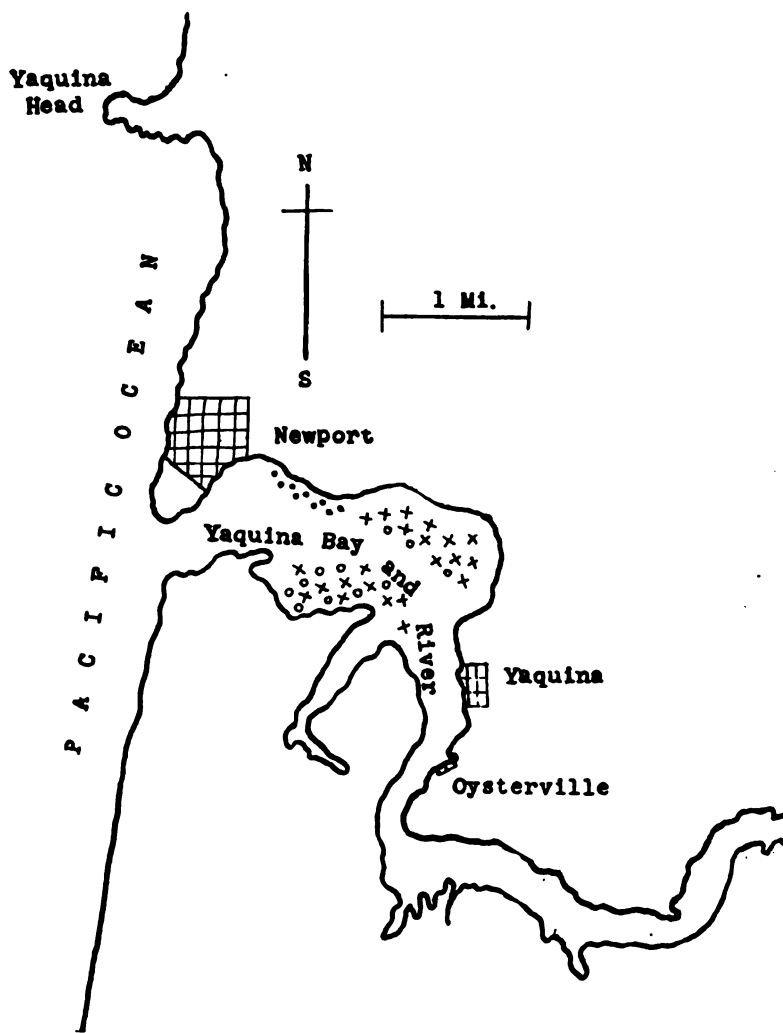 Yaquina
Head
N
1 Mi.
S
PACIFIC OCEAN
Newport
Yaquina Bay
and
River
Yaquina
Oysterville